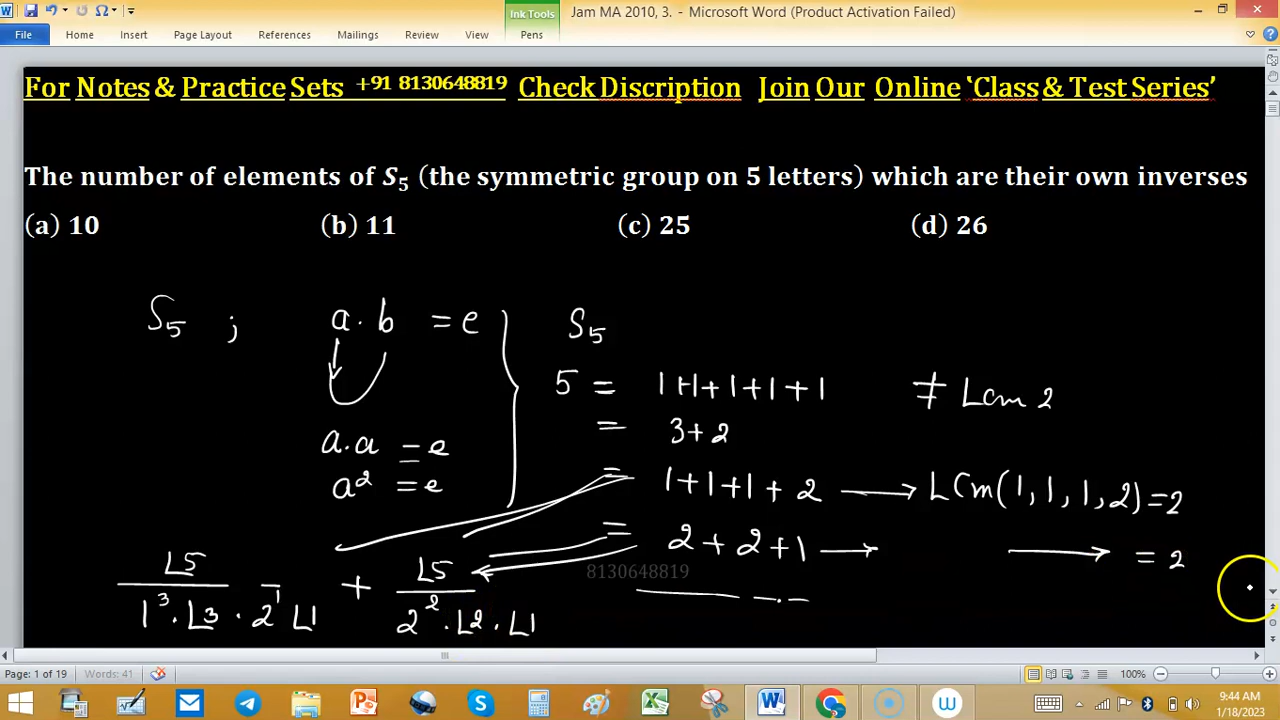 Jam MA 2010, 3. - Microsoft Word (Product Activation Failed)
Ink Tools
File Home Insert Page Layout References Mailings Review View Pens
For Notes & Practice Sets +91 8130648819 Check Discription Join Our Online 'Class & Test Series'
The number of elements of S₅ (the symmetric group on 5 letters) which are their own inverses
(a) 10 (b) 11 (c) 25 (d) 26
S₅ ; a · b = e
a.a = e
a² = e
S₅
5 = 1+1+1+1+1 ≠ Lcm 2
= 3+2
= 1+1+1+2 → LCm(1, 1, 1, 2) = 2
= 2+2+1 → → = 2
8130648819
L5 / 1³ · L3 · 2¹ L1 + L5 / 2² · L2 · L1
Page: 1 of 19 Words: 41 100%
9:44 AM
1/18/2023